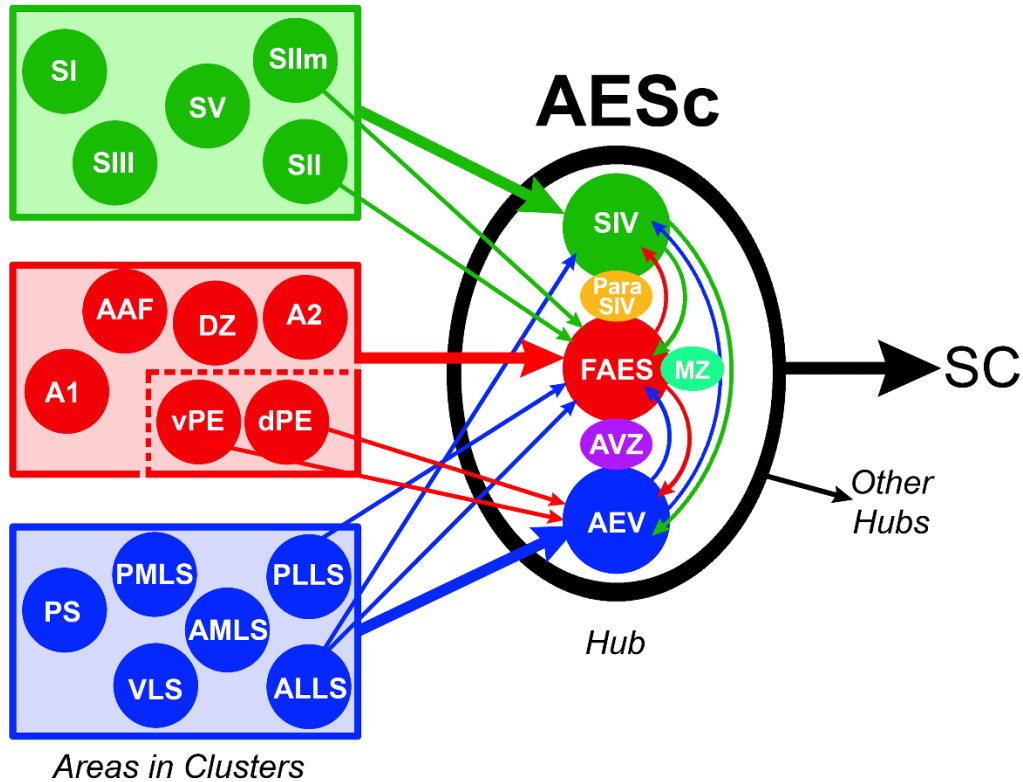 SI
SIIm
SV
SIII
SII
AAF
DZ
A2
A1
vPE
dPE
PMLS
PLLS
PS
AMLS
VLS
ALLS
Areas in Clusters
AESc
SIV
Para
SIV
FAES
MZ
AVZ
AEV
Hub
SC
Other
Hubs